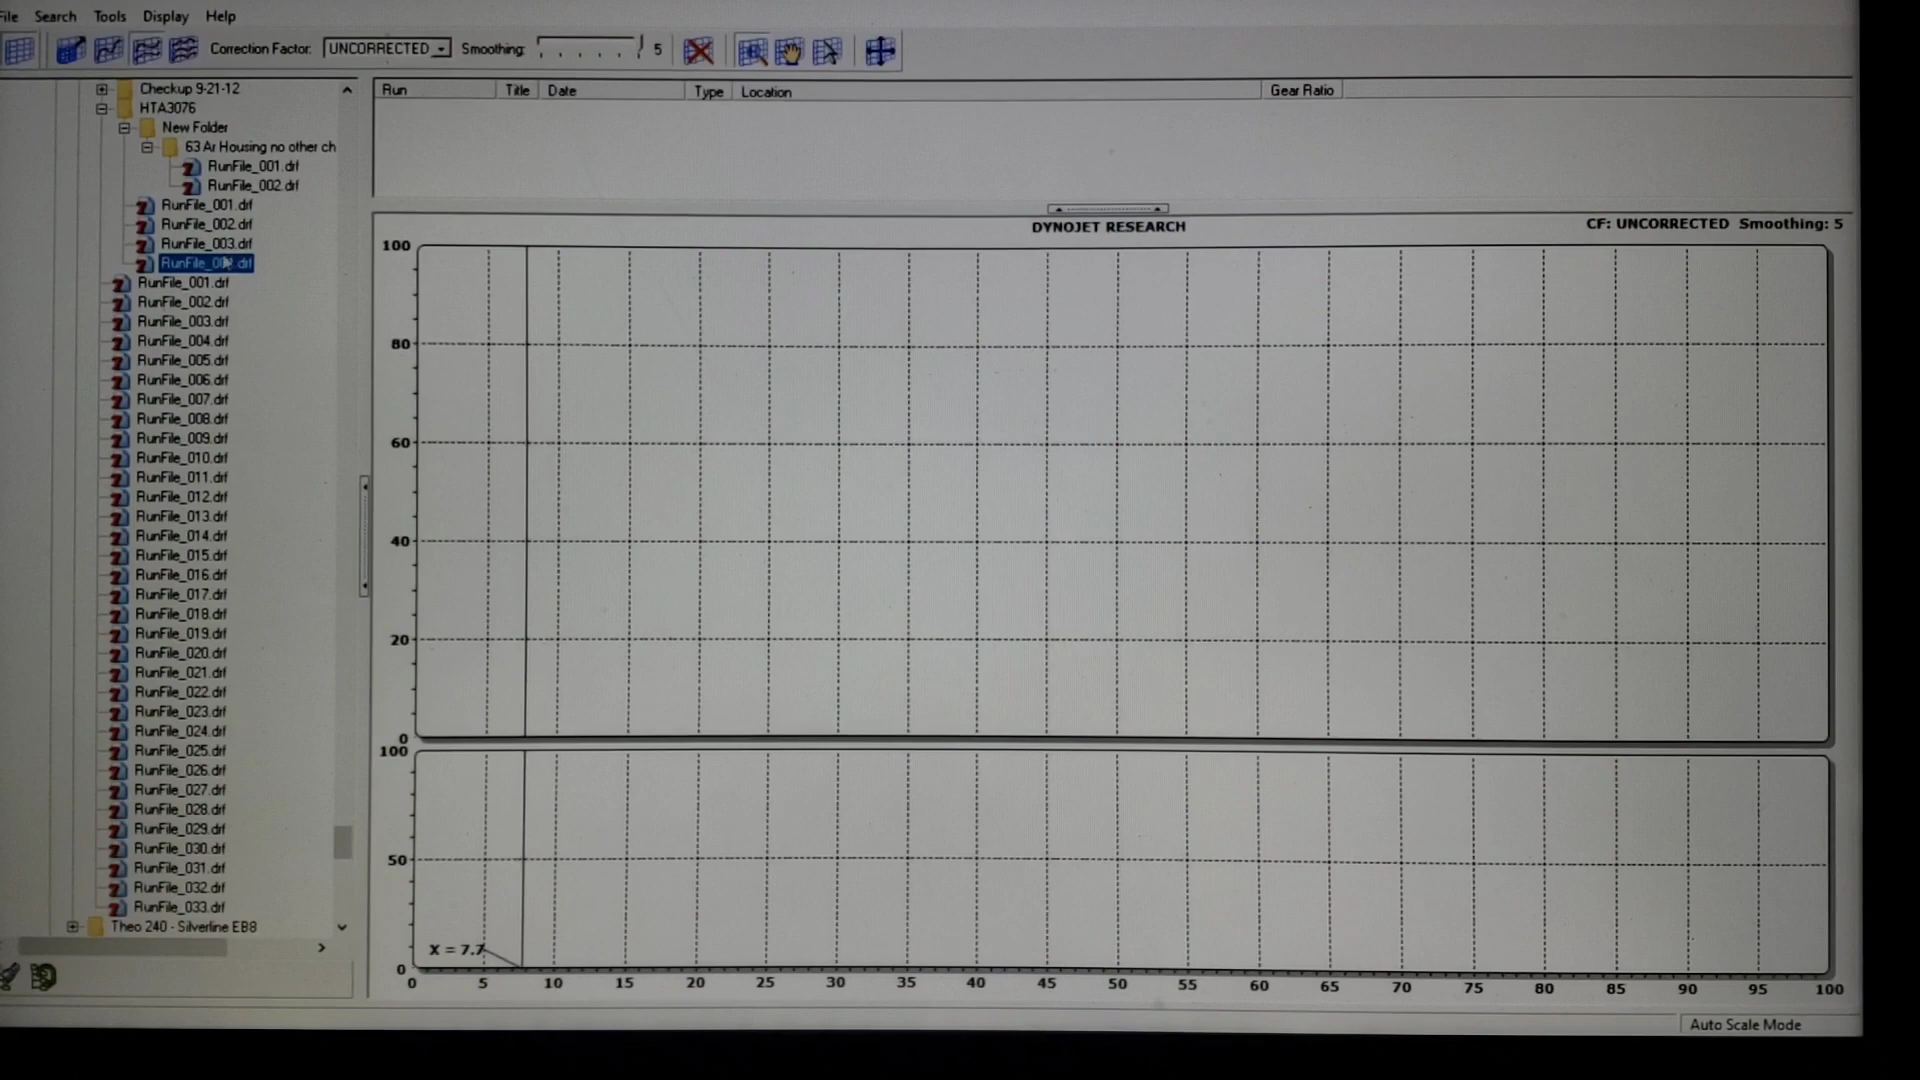 File Search Tools Display Help
Correction Factor: UNCORRECTED Smoothing: 5
Checkup 9-21-12
HTA3076
New Folder
63 Ar Housing no other ch
RunFile_001.drf
RunFile_002.drf
RunFile_001.drf
RunFile_002.drf
RunFile_003.drf
RunFile_001.drf
RunFile_002.drf
RunFile_003.drf
RunFile_004.drf
RunFile_005.drf
RunFile_006.drf
RunFile_007.drf
RunFile_008.drf
RunFile_009.drf
RunFile_010.drf
RunFile_011.drf
RunFile_012.drf
RunFile_013.drf
RunFile_014.drf
RunFile_015.drf
RunFile_016.drf
RunFile_017.drf
RunFile_018.drf
RunFile_019.drf
RunFile_020.drf
RunFile_021.drf
RunFile_022.drf
RunFile_023.drf
RunFile_024.drf
RunFile_025.drf
RunFile_026.drf
RunFile_027.drf
RunFile_028.drf
RunFile_029.drf
RunFile_030.drf
RunFile_031.drf
RunFile_032.drf
RunFile_033.drf
Theo 240 - Silverline EB8
Run Title Date Type Location Gear Ratio
DYNOJET RESEARCH
CF: UNCORRECTED Smoothing: 5
100
80
60
40
20
0
100
50
0
X = 7.7
0 5 10 15 20 25 30 35 40 45 50 55 60 65 70 75 80 85 90 95 100
Auto Scale Mode